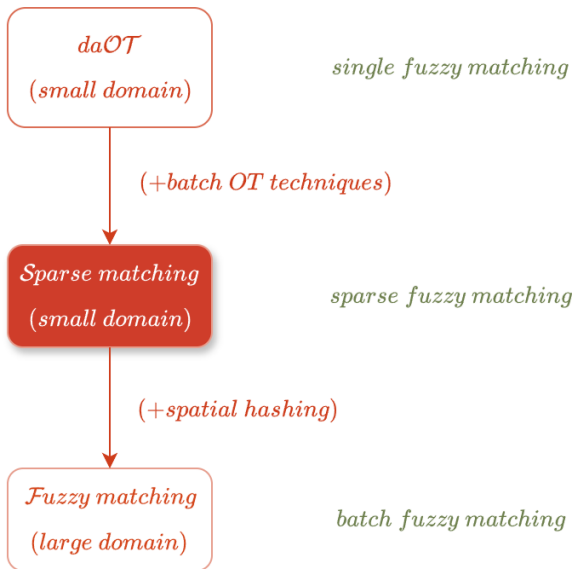 daOT
(small domain)
single fuzzy matching
(+batch OT techniques)
Sparse matching
(small domain)
sparse fuzzy matching
(+spatial hashing)
Fuzzy matching
(large domain)
batch fuzzy matching